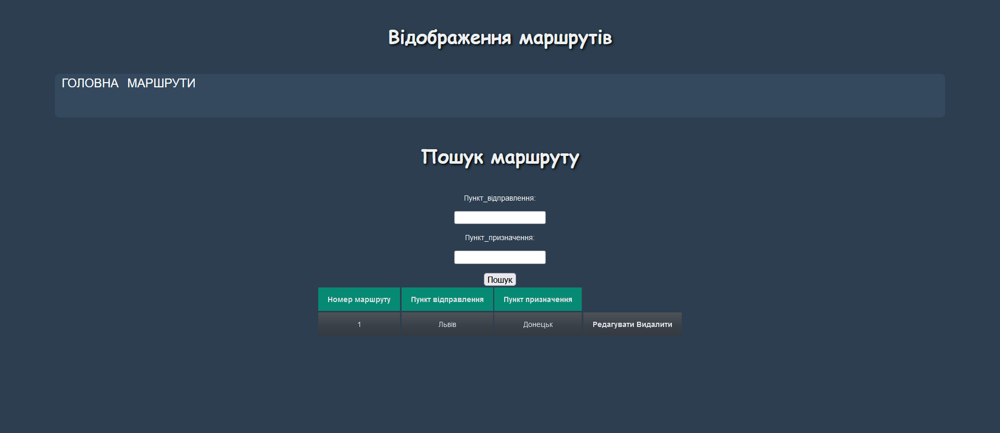 Відображення маршрутів
ГОЛОВНА МАРШРУТИ
Пошук маршруту
Пункт_відправлення:
Пункт_призначення:
Пошук
Номер маршруту Пункт відправлення Пункт призначення
1 Львів Донецьк Редагувати Видалити